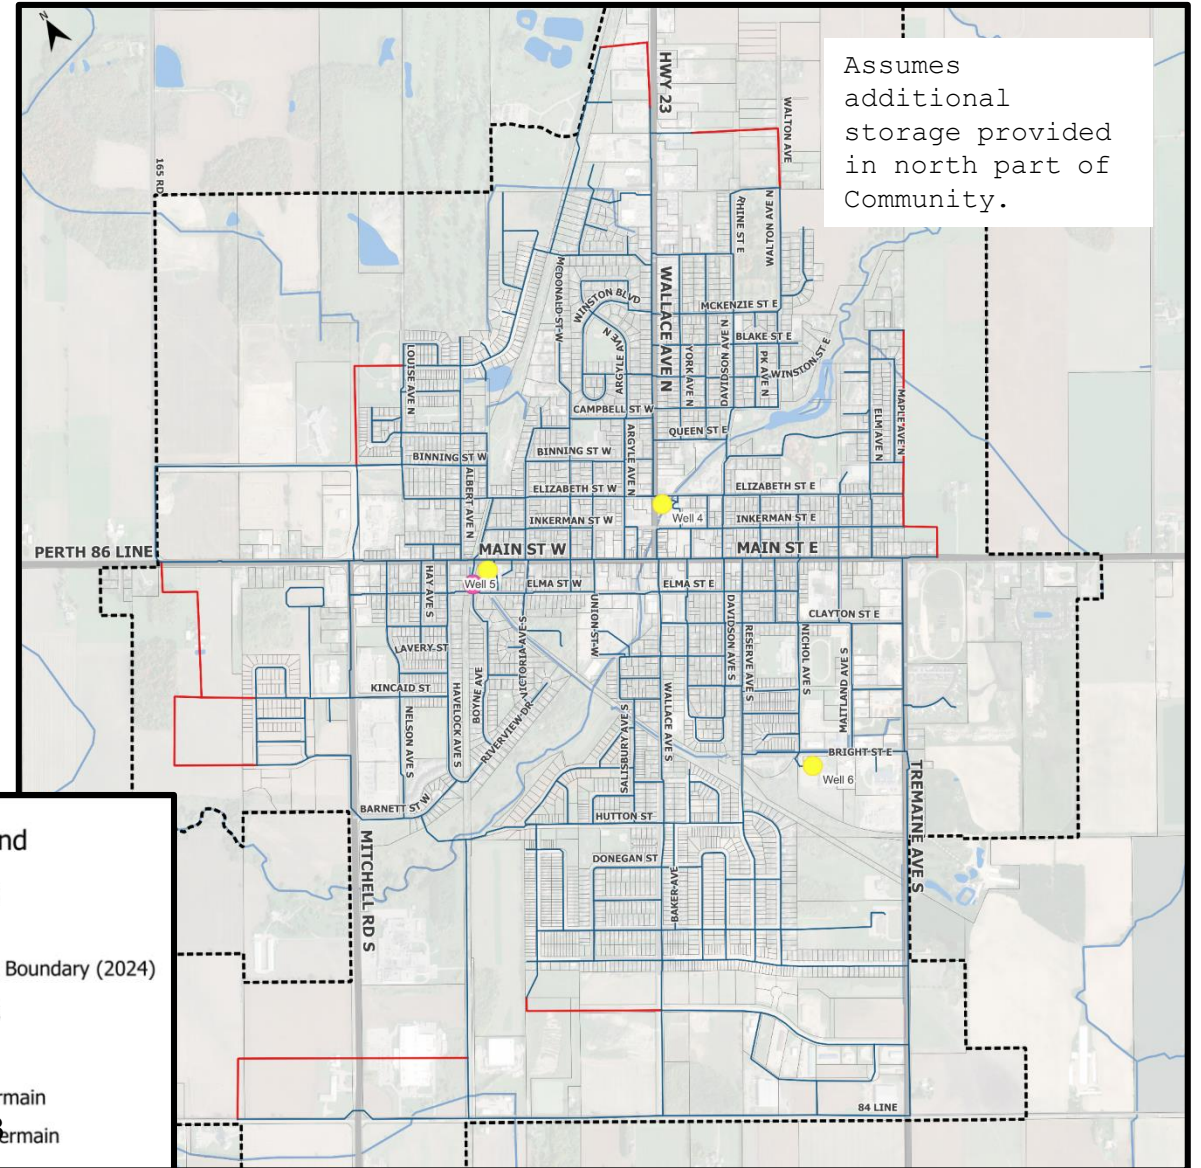 N
Assumes
additional
storage provided
in north part of
Community.
HWY 23
WALTON AVE
165 RD
RHINE ST E
WALTON AVE N
MCDONALD ST W
WINSTON BLVD
WALLACE AVE N
MCKENZIE ST E
ARGYLE AVE N
BLAKE ST E
DAVIDSON AVE N
YORK AVE N
PK AVE N
WINSTON ST E
LOUISE AVE N
MAPLE AVE N
ELM AVE N
CAMPBELL ST W
QUEEN ST E
ARGYLE AVE N
BINNING ST W
BINNING ST W
ALBERT AVE N
ELIZABETH ST W
ELIZABETH ST E
Well 4
INKERMAN ST W
INKERMAN ST E
PERTH 86 LINE
MAIN ST W
MAIN ST E
Well 5
ELMA ST W
ELMA ST E
HAY AVE S
UNION ST W
DAVIDSON AVE S
CLAYTON ST E
RESERVE AVE S
NICHOL AVE S
LAVERY ST
VICTORIA AVE S
MAITLAND AVE S
KINCAID ST
BOYNE AVE
HAVELOCK AVE S
WALLACE AVE S
NELSON AVE S
RIVERVIEW DR
SALISBURY AVE S
BRIGHT ST E
Well 6
TREMAINE AVE S
BARNETT ST W
HUTTON ST
MITCHELL RD S
DONEGAN ST
BAKER AVE
84 LINE
nd
Boundary (2024)
rmain
ermain